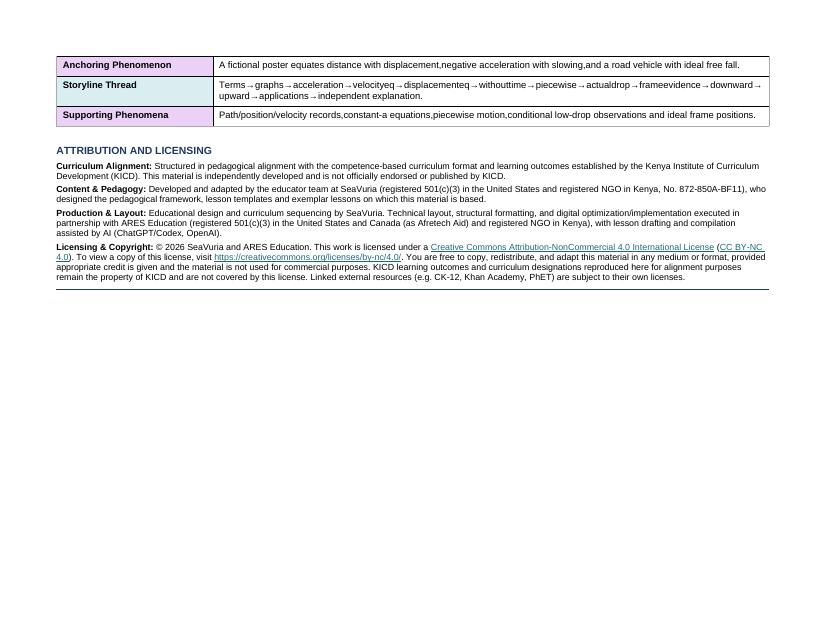 Anchoring Phenomenon
A fictional poster equates distance with displacement,negative acceleration with slowing,and a road vehicle with ideal free fall.
Storyline Thread
Terms→graphs→acceleration→velocityeq→displacementeq→withouttime→piecewise→actualdrop→frameevidence→downward→
upward→applications→independent explanation.
Supporting Phenomena
Path/position/velocity records,constant-a equations,piecewise motion,conditional low-drop observations and ideal frame positions.
ATTRIBUTION AND LICENSING
Curriculum Alignment: Structured in pedagogical alignment with the competence-based curriculum format and learning outcomes established by the Kenya Institute of Curriculum
Development (KICD). This material is independently developed and is not officially endorsed or published by KICD.
Content & Pedagogy: Developed and adapted by the educator team at SeaVuria (registered 501(c)(3) in the United States and registered NGO in Kenya, No. 872-850A-BF11), who
designed the pedagogical framework, lesson templates and exemplar lessons on which this material is based.
Production & Layout: Educational design and curriculum sequencing by SeaVuria. Technical layout, structural formatting, and digital optimization/implementation executed in
partnership with ARES Education (registered 501(c)(3) in the United States and Canada (as Afretech Aid) and registered NGO in Kenya), with lesson drafting and compilation
assisted by AI (ChatGPT/Codex, OpenAI).
Licensing & Copyright: © 2026 SeaVuria and ARES Education. This work is licensed under a Creative Commons Attribution-NonCommercial 4.0 International License (CC BY-NC
4.0). To view a copy of this license, visit https://creativecommons.org/licenses/by-nc/4.0/. You are free to copy, redistribute, and adapt this material in any medium or format, provided
appropriate credit is given and the material is not used for commercial purposes. KICD learning outcomes and curriculum designations reproduced here for alignment purposes
remain the property of KICD and are not covered by this license. Linked external resources (e.g. CK-12, Khan Academy, PhET) are subject to their own licenses.